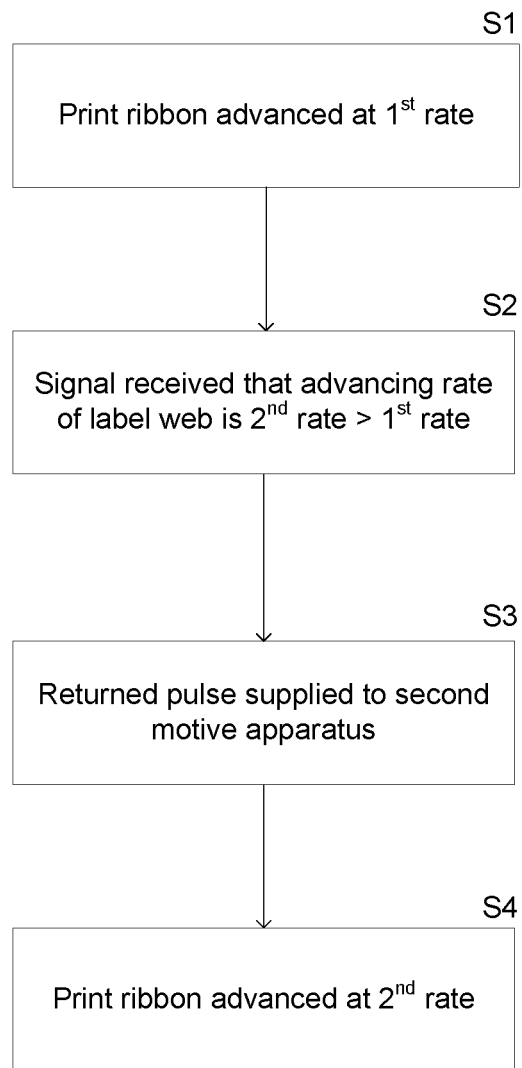 S1
Print ribbon advanced at 1st rate
S2
Signal received that advancing rate
of label web is 2nd rate > 1st rate
S3
Returned pulse supplied to second
motive apparatus
S4
Print ribbon advanced at 2nd rate